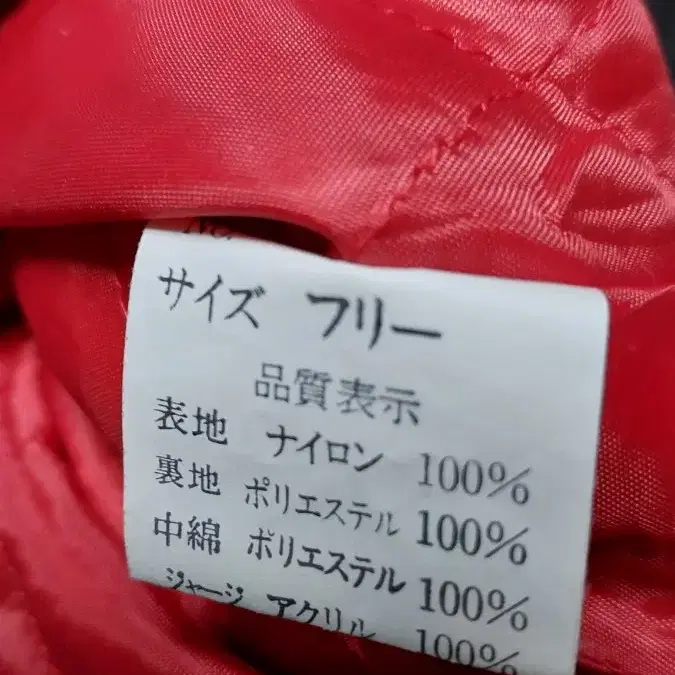 No.
サイズ フリー
品質表示
表地 ナイロン 100%
裏地 ポリエステル 100%
中綿 ポリエステル 100%
ジャージ アクリル 100%